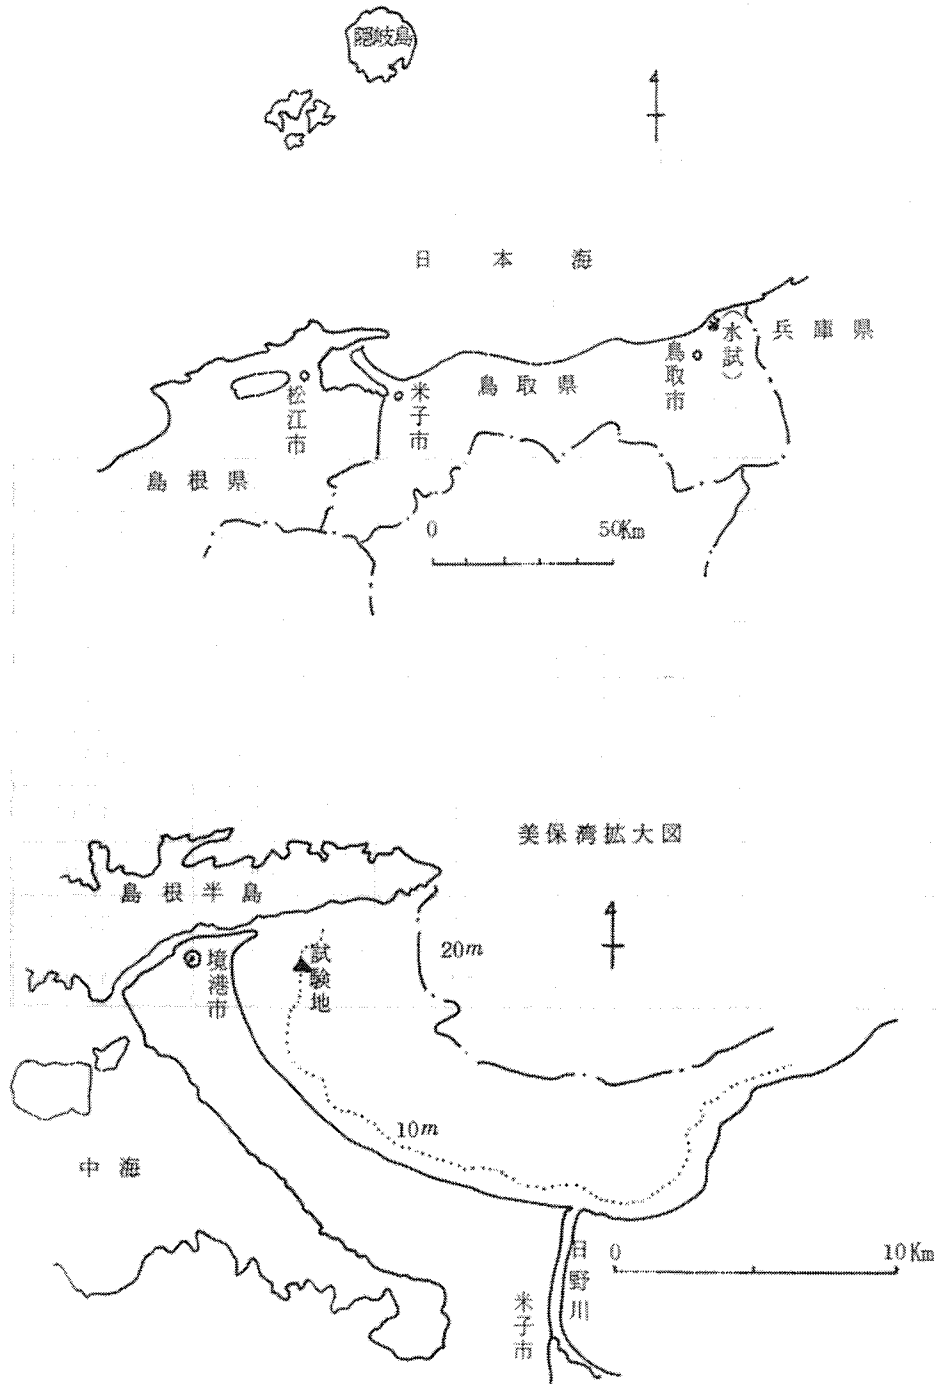 隠岐島
4
日本海
兵庫県
(水試)
鳥取市
鳥取県
米子市
松江市
島根県
0
50Km
美保湾拡大図
島根半島
4
20m
試験地
境港市
10m
中海
日野川
0
10Km
米子市